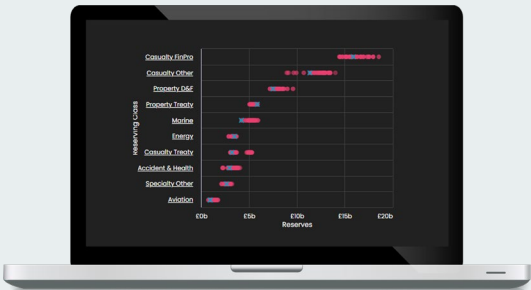 Casualty FinPro
Casualty Other
Property D&F
Property Treaty
Marine
Energy
Casualty Treaty
Accident & Health
Specialty Other
Aviation
Reserving Class
£0b £5b £10b £15b £20b
Reserves